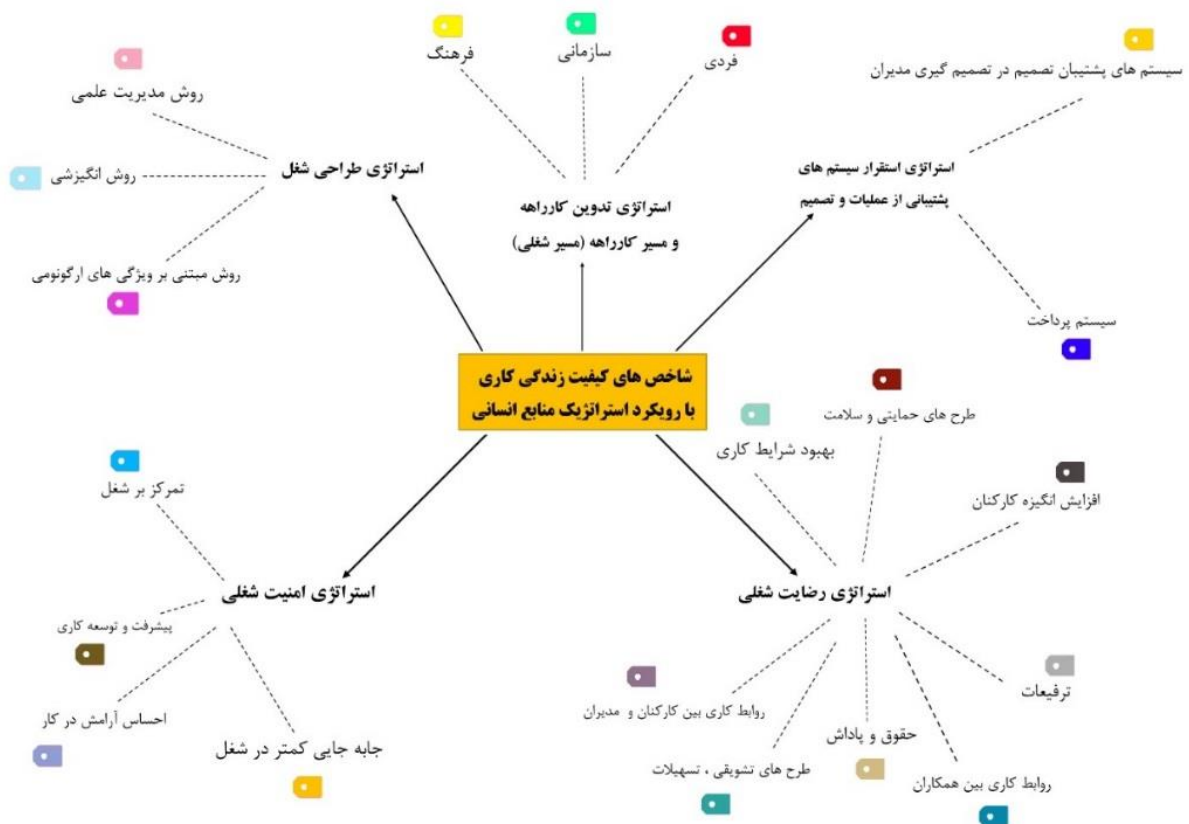 فرهنگ
سازمانی
فردی
سیستم های پشتیبان تصمیم در تصمیم گیری مدیران
روش مدیریت علمی
روش انگیزشی
روش مبتنی بر ویژگی های ارگونومی
استراتژی طراحی شغل
استراتژی تدوین کارراهه
و مسیر کارراهه (مسیر شغلی)
استراتژی استقرار سیستم های
پشتیبانی از عملیات و تصمیم
سیستم پرداخت
شاخص های کیفیت زندگی کاری
با رویکرد استراتژیک منابع انسانی
طرح های حمایتی و سلامت
بهبود شرایط کاری
افزایش انگیزه کارکنان
استراتژی رضایت شغلی
ترفیعات
روابط کاری بین همکاران
حقوق و پاداش
طرح های تشویقی ، تسهیلات
روابط کاری بین کارکنان و مدیران
تمرکز بر شغل
استراتژی امنیت شغلی
پیشرفت و توسعه کاری
احساس آرامش در کار
جابه جایی کمتر در شغل